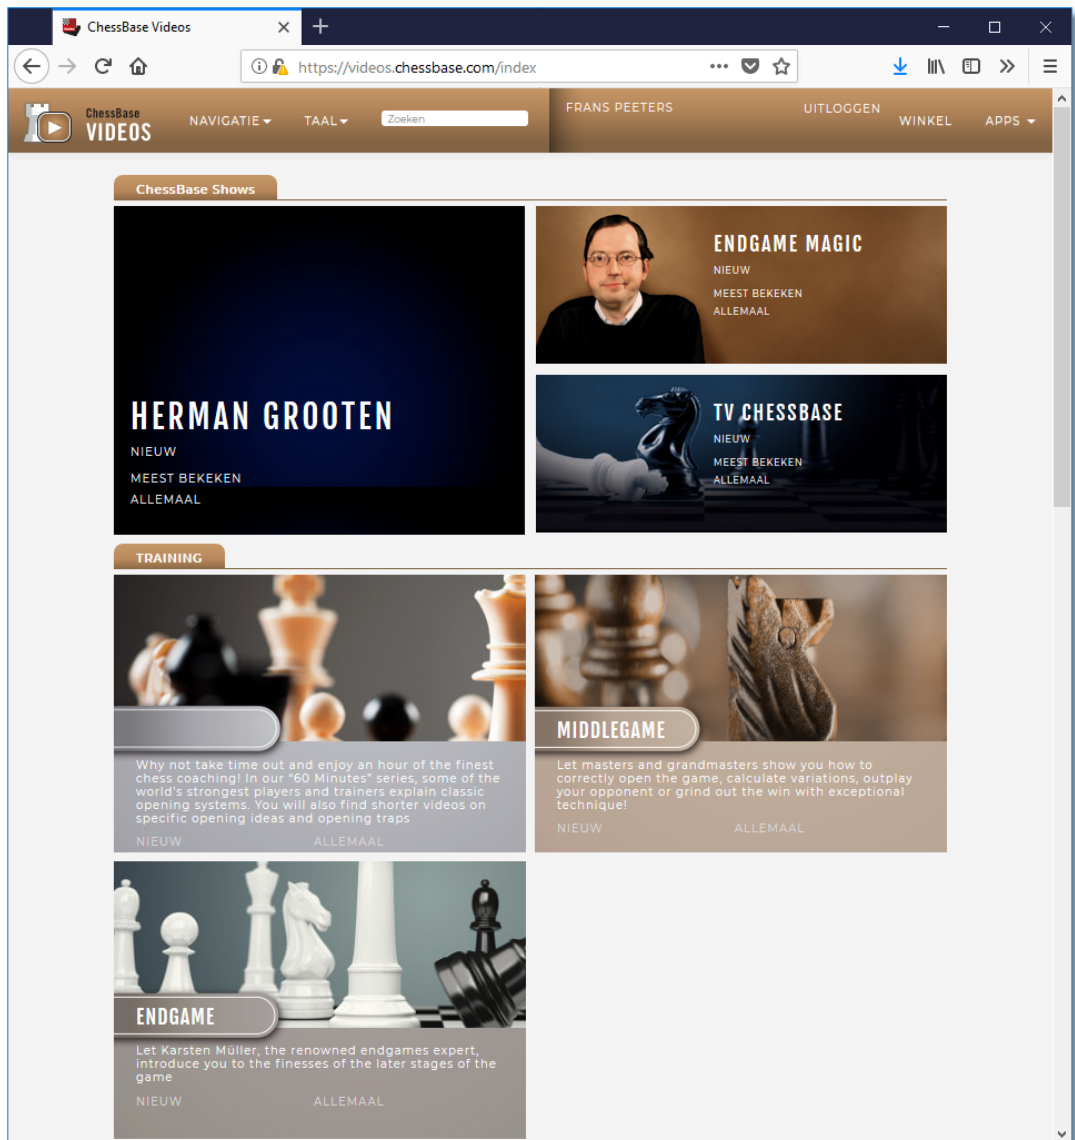 ChessBase Videos
https://videos.chessbase.com/index
ChessBase
VIDEOS
NAVIGATIE
TAAL
Zoeken
FRANS PEETERS
UITLOGGEN
WINKEL
APPS
ChessBase Shows
HERMAN GROOTEN
NIEUW
MEEST BEKEKEN
ALLEMAAL
ENDGAME MAGIC
NIEUW
MEEST BEKEKEN
ALLEMAAL
TV CHESSBASE
NIEUW
MEEST BEKEKEN
ALLEMAAL
TRAINING
Why not take time out and enjoy an hour of the finest
chess coaching! In our "60 Minutes" series, some of the
world's strongest players and trainers explain classic
opening systems. You will also find shorter videos on
specific opening ideas and opening traps
NIEUW
ALLEMAAL
MIDDLEGAME
Let masters and grandmasters show you how to
correctly open the game, calculate variations, outplay
your opponent or grind out the win with exceptional
technique!
NIEUW
ALLEMAAL
ENDGAME
Let Karsten Müller, the renowned endgames expert,
introduce you to the finesses of the later stages of the
game
NIEUW
ALLEMAAL